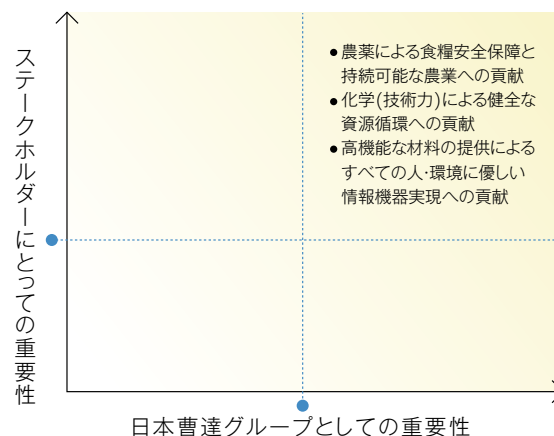 ステークホルダーにとっての重要性
●農薬による食糧安全保障と
持続可能な農業への貢献
●化学(技術力)による健全な
資源循環への貢献
●高機能な材料の提供による
すべての人・環境に優しい
情報機器実現への貢献
日本曹達グループとしての重要性